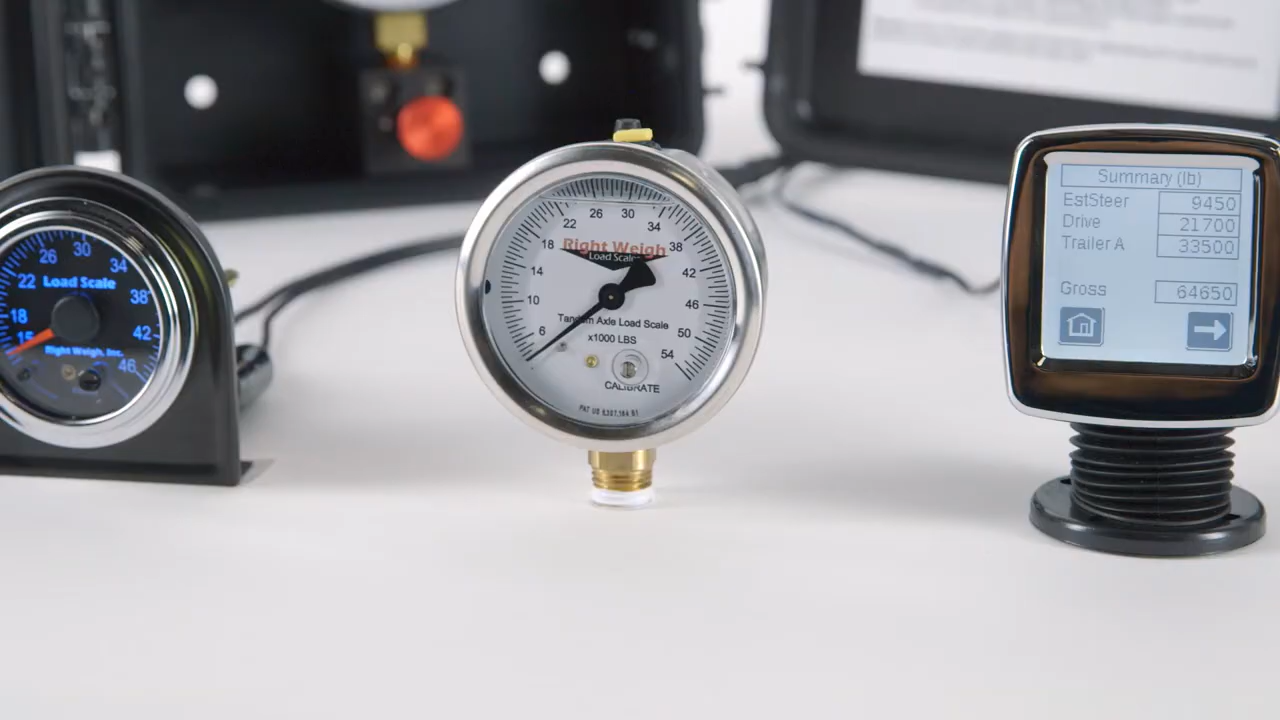 22 26 30 34 38 42 46
18
15
Load Scale
Right Weigh, Inc.
6 10 14 18 22 26 30 34 38 42 46 50 54
Right Weigh
Load Scale
Tandem Axle Load Scale
x1000 LBS
CALIBRATE
Summary (lb)
EstSteer 9450
Drive 21700
Trailer A 33500
Gross 64650